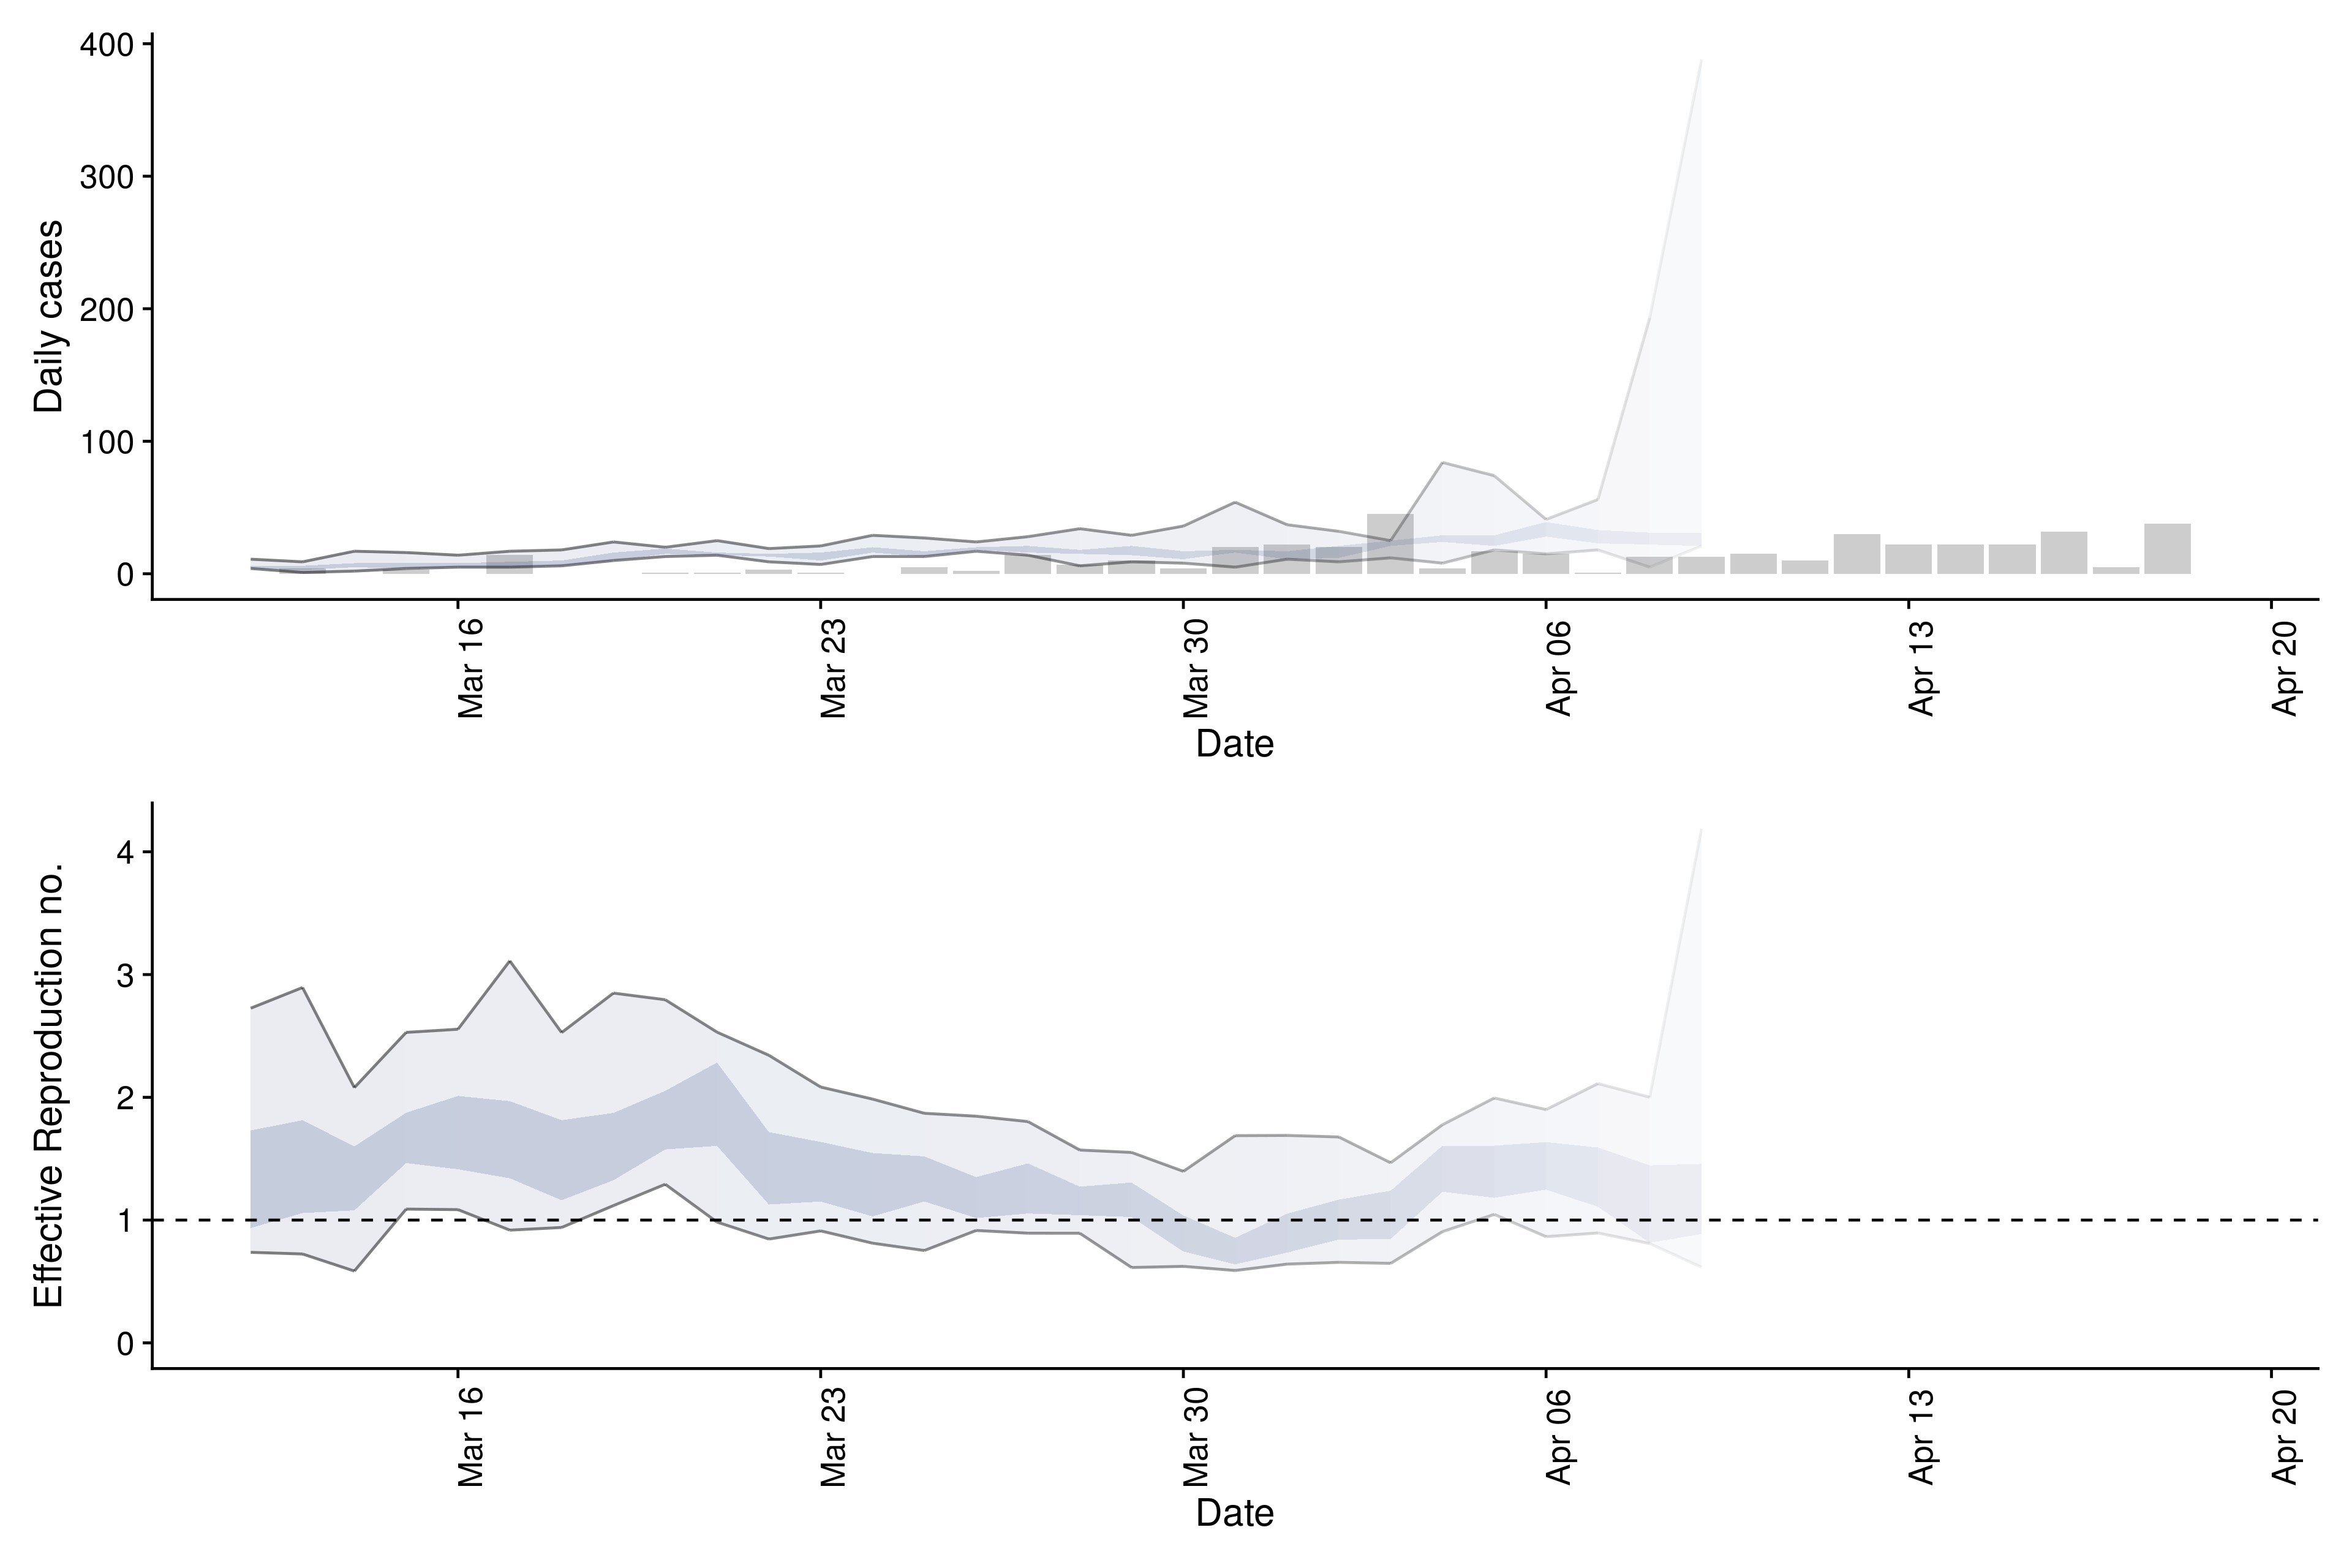 400
300
200
100
0
Daily cases
Mar 16
Mar 23
Mar 30
Apr 06
Apr 13
Apr 20
Date
4
3
2
1
0
Effective Reproduction no.
Mar 16
Mar 23
Mar 30
Apr 06
Apr 13
Apr 20
Date